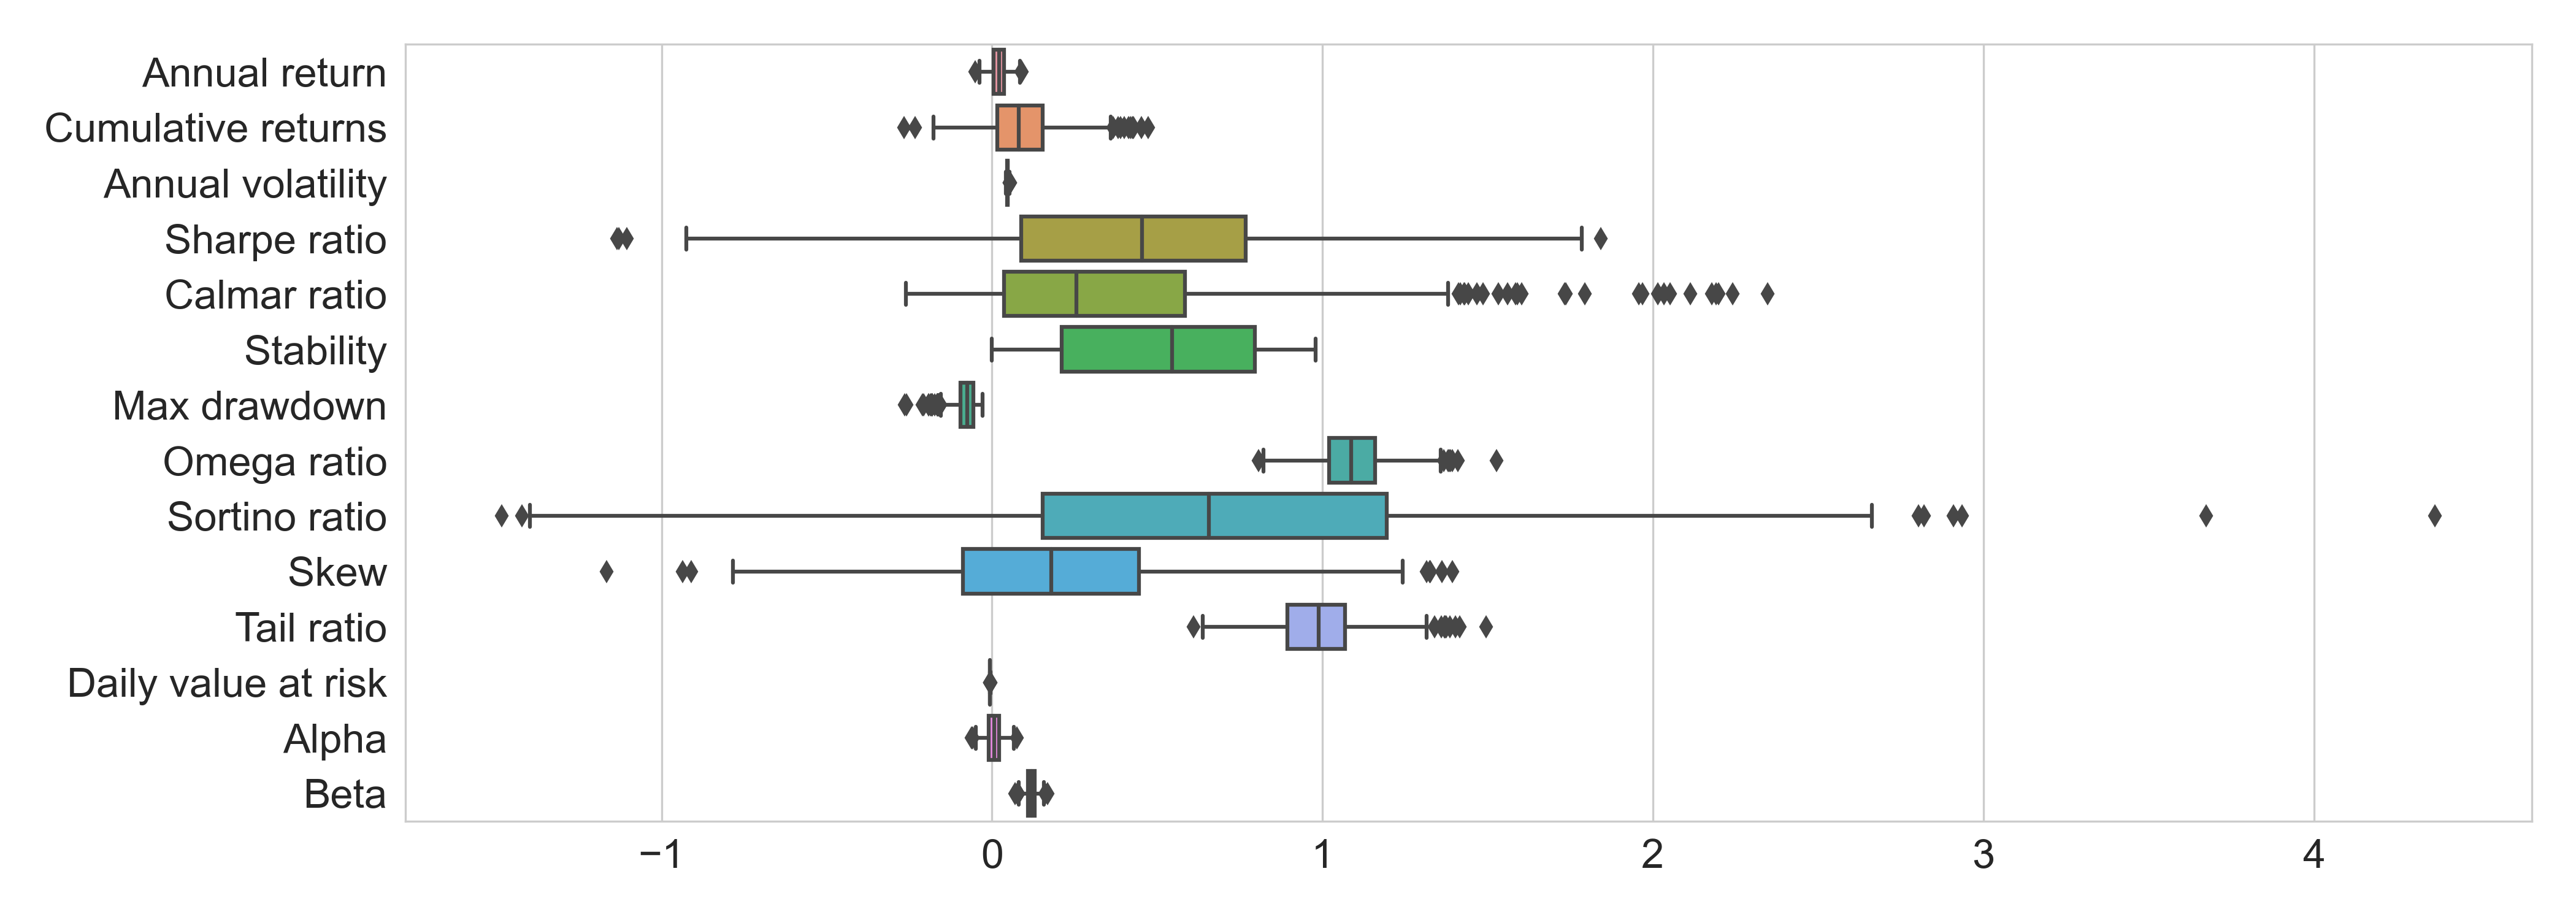 Annual return
Cumulative returns
Annual volatility
Sharpe ratio
Calmar ratio
Stability
Max drawdown
Omega ratio
Sortino ratio
Skew
Tail ratio
Daily value at risk
Alpha
Beta
−1 0 1 2 3 4